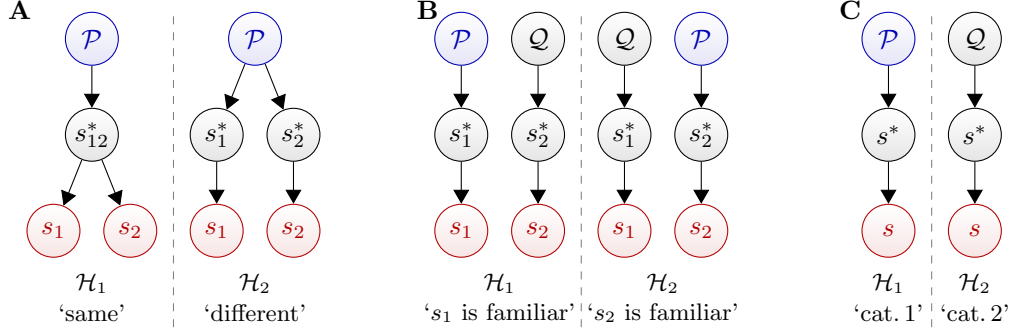 A B C
𝒫 𝒫 𝒫 𝒬 𝒬 𝒫 𝒫 𝒬
s*₁₂ s*₁ s*₂ s*₁ s*₂ s*₁ s*₂ s* s*
s₁ s₂ s₁ s₂ s₁ s₂ s₁ s₂ s s
ℋ₁ ℋ₂ ℋ₁ ℋ₂ ℋ₁ ℋ₂
‘same’ ‘different’ ‘s₁ is familiar’ ‘s₂ is familiar’ ‘cat. 1’ ‘cat. 2’